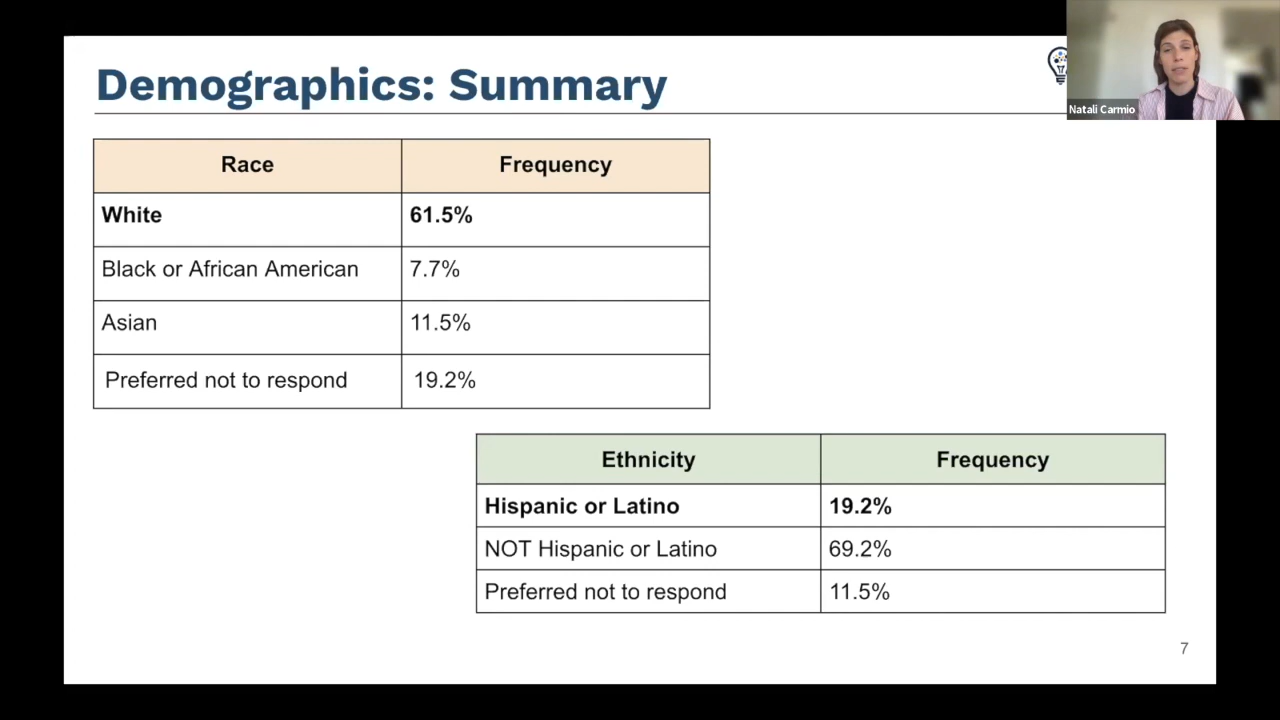 Demographics: Summary
Natali Carmio
Race Frequency
White 61.5%
Black or African American 7.7%
Asian 11.5%
Preferred not to respond 19.2%
Ethnicity Frequency
Hispanic or Latino 19.2%
NOT Hispanic or Latino 69.2%
Preferred not to respond 11.5%
7